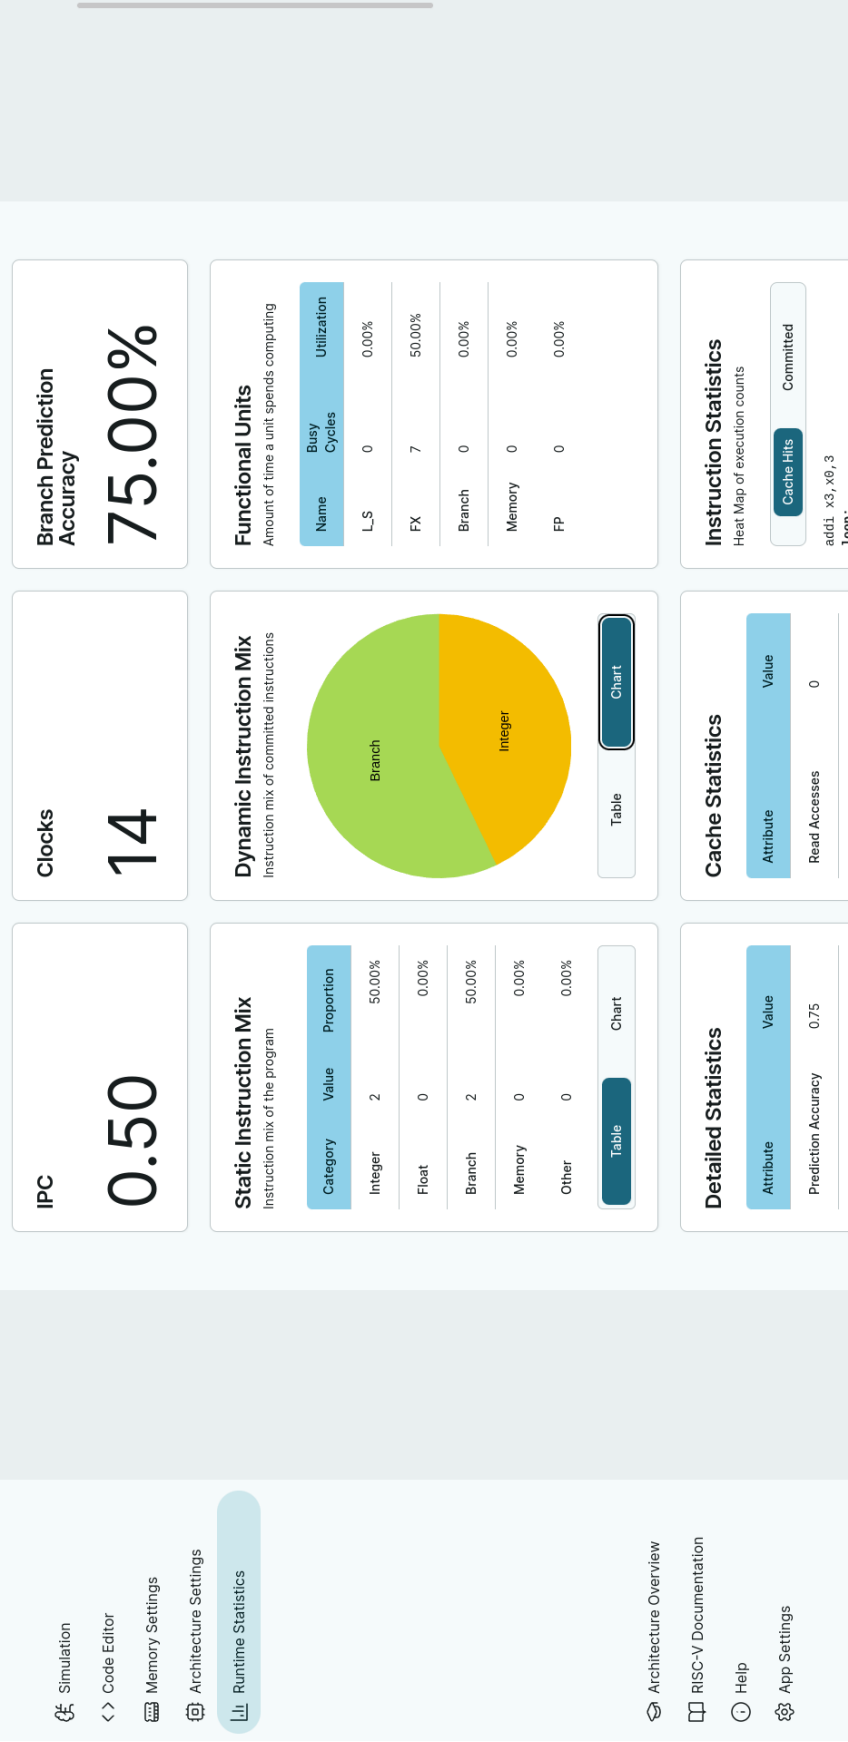 Simulation
Code Editor
Memory Settings
Architecture Settings
Runtime Statistics
Architecture Overview
RISC-V Documentation
Help
App Settings
IPC
0.50
Clocks
14
Branch Prediction
Accuracy
75.00%
Static Instruction Mix
Instruction mix of the program
Category Value Proportion
Integer 2 50.00%
Float 0 0.00%
Branch 2 50.00%
Memory 0 0.00%
Other 0 0.00%
Table Chart
Dynamic Instruction Mix
Instruction mix of committed instructions
Branch
Integer
Table Chart
Functional Units
Amount of time a unit spends computing
Name Busy Cycles Utilization
L_S 0 0.00%
FX 7 50.00%
Branch 0 0.00%
Memory 0 0.00%
FP 0 0.00%
Detailed Statistics
Attribute Value
Prediction Accuracy 0.75
Cache Statistics
Attribute Value
Read Accesses 0
Instruction Statistics
Heat Map of execution counts
Cache Hits Committed
addi x3,x0,3
loop: